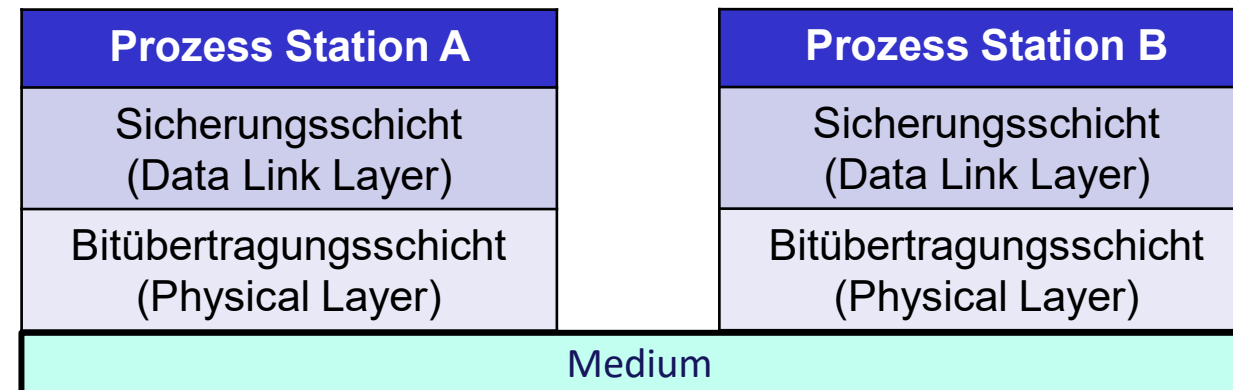 Prozess Station A
Sicherungsschicht
(Data Link Layer)
Bitübertragungsschicht
(Physical Layer)
Prozess Station B
Sicherungsschicht
(Data Link Layer)
Bitübertragungsschicht
(Physical Layer)
Medium